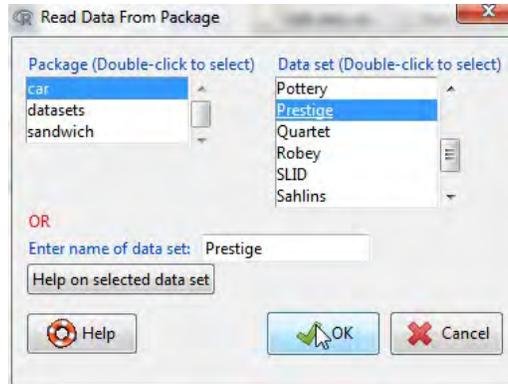 Read Data From Package
Package (Double-click to select)
Data set (Double-click to select)
car
datasets
sandwich
Pottery
Prestige
Quartet
Robey
SLID
Sahlins
OR
Enter name of data set: Prestige
Help on selected data set
Help
OK
Cancel